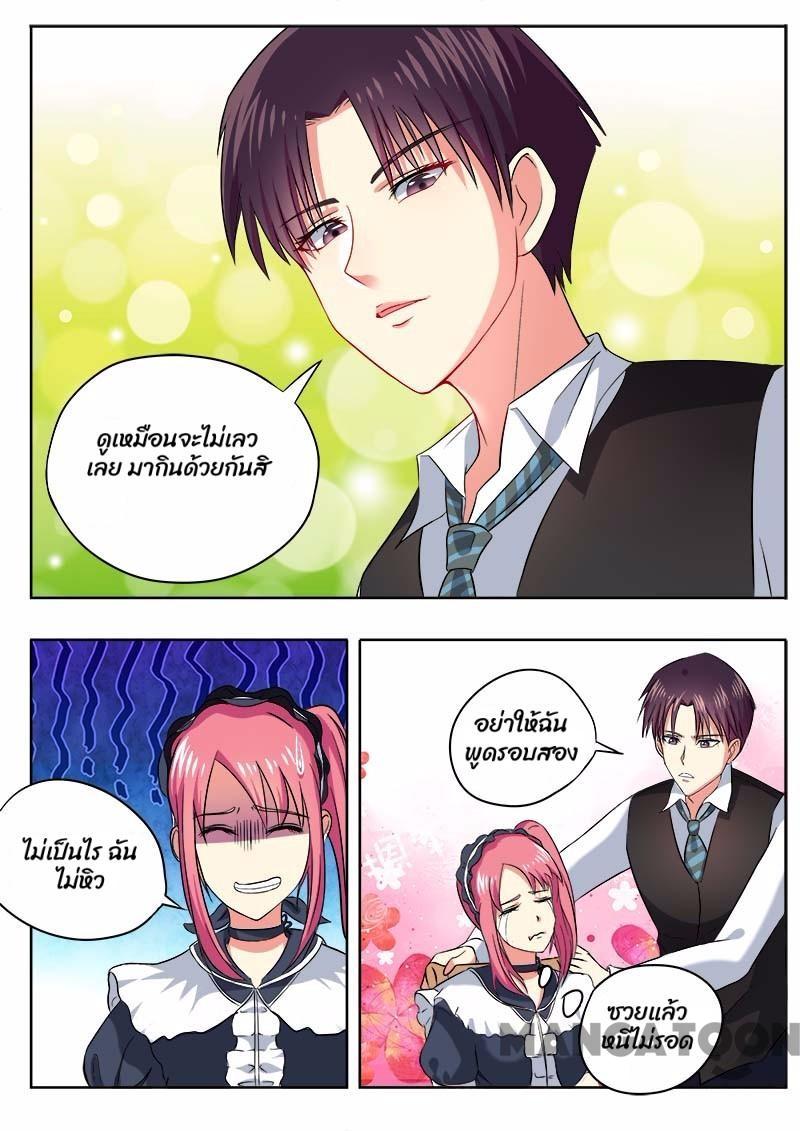 ดูเหมือนจะไม่เลว
เลย มากินด้วยกันสิ
ไม่เป็นไร ฉัน
ไม่หิว
อย่าให้ฉัน
พูดรอบสอง
ซวยแล้ว
หนีไม่รอด
MANGATOON